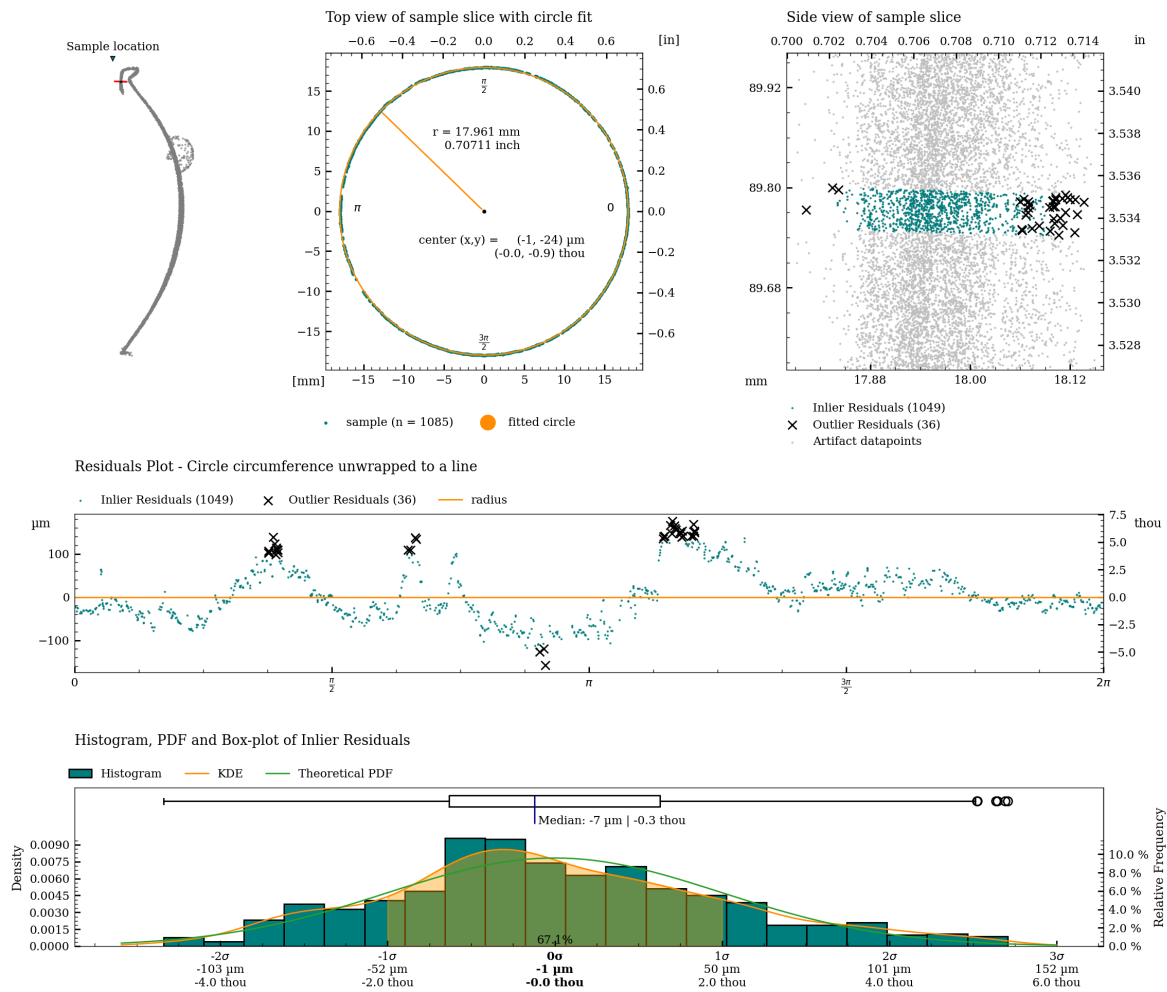 Sample location
Top view of sample slice with circle fit
−0.6 −0.4 −0.2 0.0 0.2 0.4 0.6 [in]
15 10 5 0 −5 −10 −15
0.6 0.4 0.2 0.0 −0.2 −0.4 −0.6
π/2
r = 17.961 mm
0.70711 inch
π 0
center (x,y) = (-1, -24) µm
(-0.0, -0.9) thou
3π/2
[mm] −15 −10 −5 0 5 10 15
sample (n = 1085) fitted circle
Side view of sample slice
0.700 0.702 0.704 0.706 0.708 0.710 0.712 0.714 in
89.92 89.80 89.68
3.540 3.538 3.536 3.535 3.534 3.533 3.532 3.530 3.528
mm 17.88 18.00 18.12
Inlier Residuals (1049)
Outlier Residuals (36)
Artifact datapoints
Residuals Plot - Circle circumference unwrapped to a line
Inlier Residuals (1049) Outlier Residuals (36) radius
µm 100 0 −100
7.5 thou 5.0 2.5 0.0 −2.5 −5.0
0 π/2 π 3π/2 2π
Histogram, PDF and Box-plot of Inlier Residuals
Histogram KDE Theoretical PDF
Median: -7 µm | -0.3 thou
Density
0.0090 0.0075 0.0060 0.0045 0.0030 0.0015 0.0000
10.0 % 8.0 % 6.0 % 4.0 % 2.0 % 0.0 %
Relative Frequency
67.1%
-2σ -1σ 0σ 1σ 2σ 3σ
-103 µm -52 µm -1 µm 50 µm 101 µm 152 µm
-4.0 thou -2.0 thou -0.0 thou 2.0 thou 4.0 thou 6.0 thou